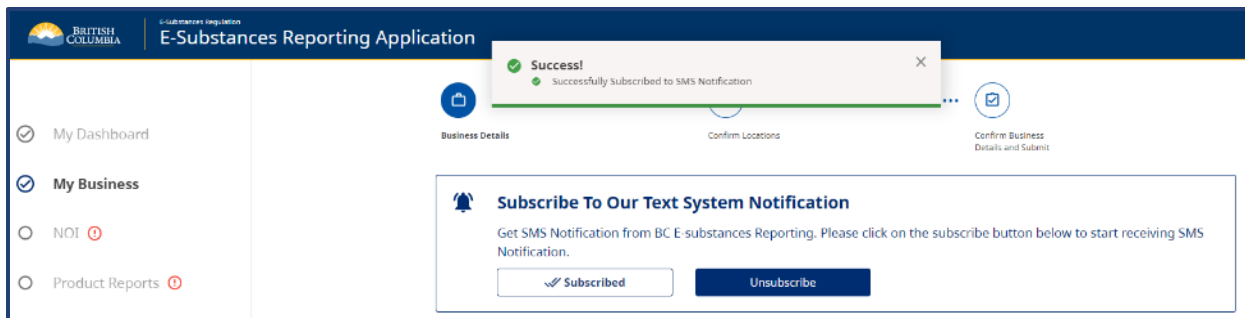 BRITISH
COLUMBIA
E-Substances Regulation
E-Substances Reporting Application
Success!
Successfully Subscribed to SMS Notification
Business Details
Confirm Locations
Confirm Business
Details and Submit
My Dashboard
My Business
NOI
Product Reports
Subscribe To Our Text System Notification
Get SMS Notification from BC E-substances Reporting. Please click on the subscribe button below to start receiving SMS
Notification.
Subscribed
Unsubscribe